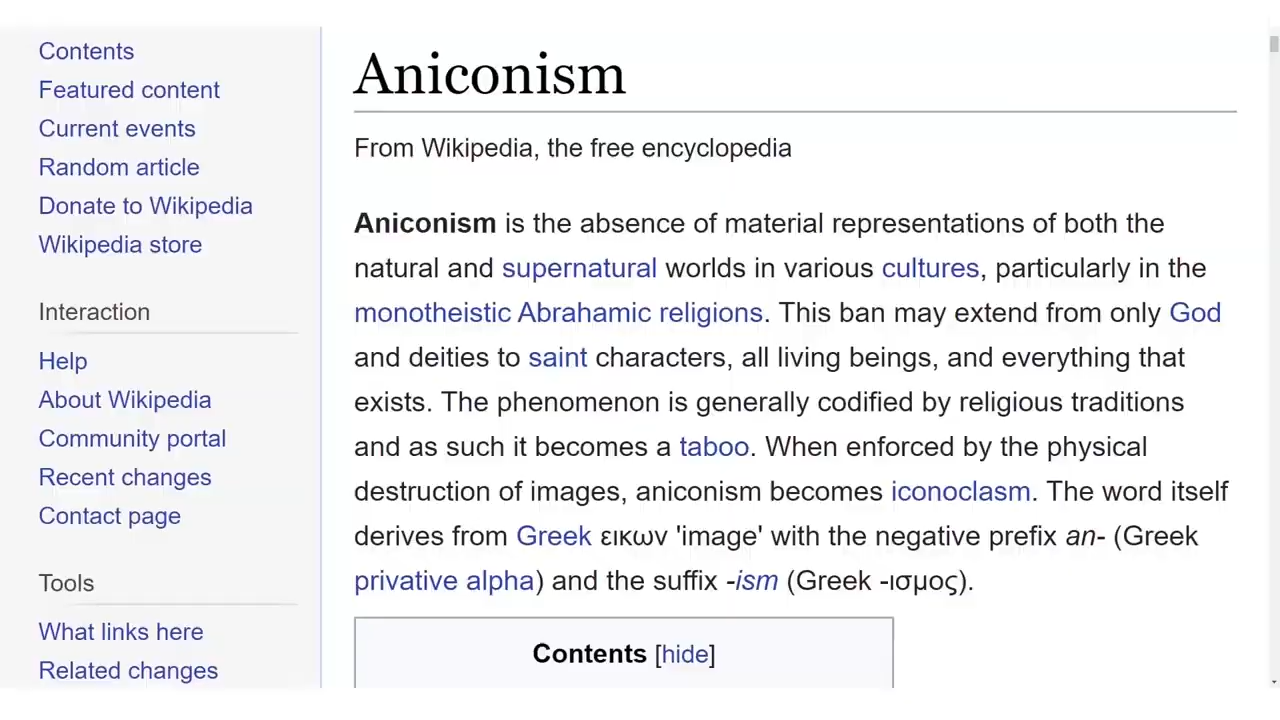 Contents
Featured content
Current events
Random article
Donate to Wikipedia
Wikipedia store
Interaction
Help
About Wikipedia
Community portal
Recent changes
Contact page
Tools
What links here
Related changes
Aniconism
From Wikipedia, the free encyclopedia
Aniconism is the absence of material representations of both the
natural and supernatural worlds in various cultures, particularly in the
monotheistic Abrahamic religions. This ban may extend from only God
and deities to saint characters, all living beings, and everything that
exists. The phenomenon is generally codified by religious traditions
and as such it becomes a taboo. When enforced by the physical
destruction of images, aniconism becomes iconoclasm. The word itself
derives from Greek εικων 'image' with the negative prefix an- (Greek
privative alpha) and the suffix -ism (Greek -ισμος).
Contents [hide]